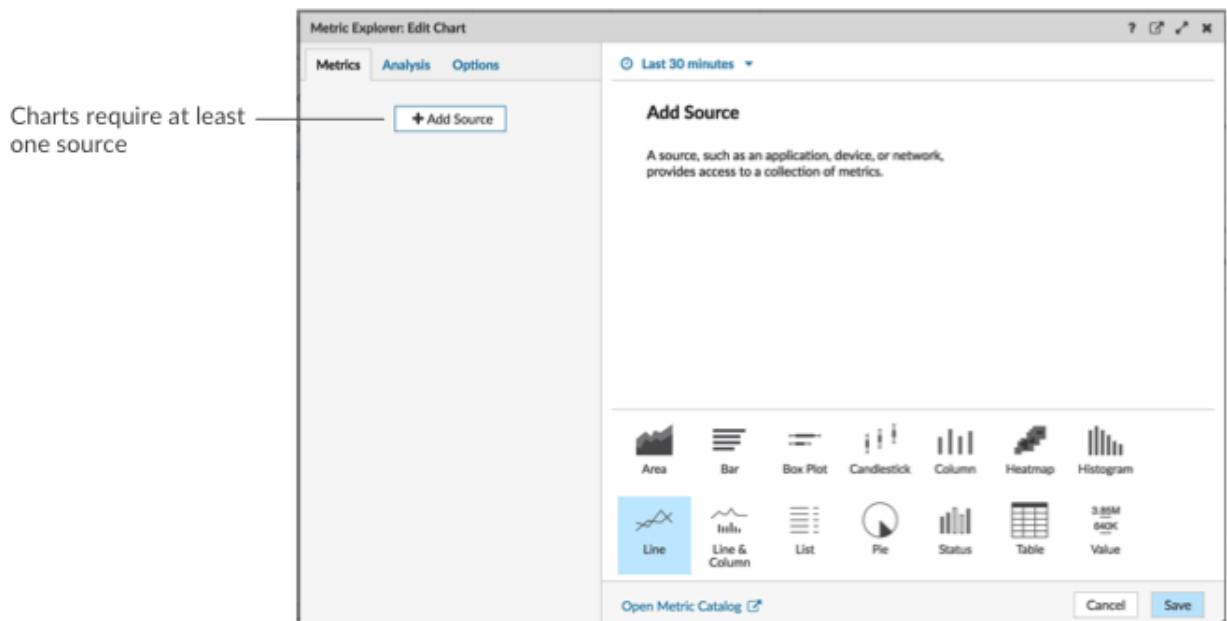 Metric Explorer: Edit Chart
?
Metrics Analysis Options
Last 30 minutes
Charts require at least
one source
+ Add Source
Add Source
A source, such as an application, device, or network,
provides access to a collection of metrics.
Area Bar Box Plot Candlestick Column Heatmap Histogram
3.85M
640K
Line Line & Column List Pie Status Table Value
Open Metric Catalog
Cancel Save